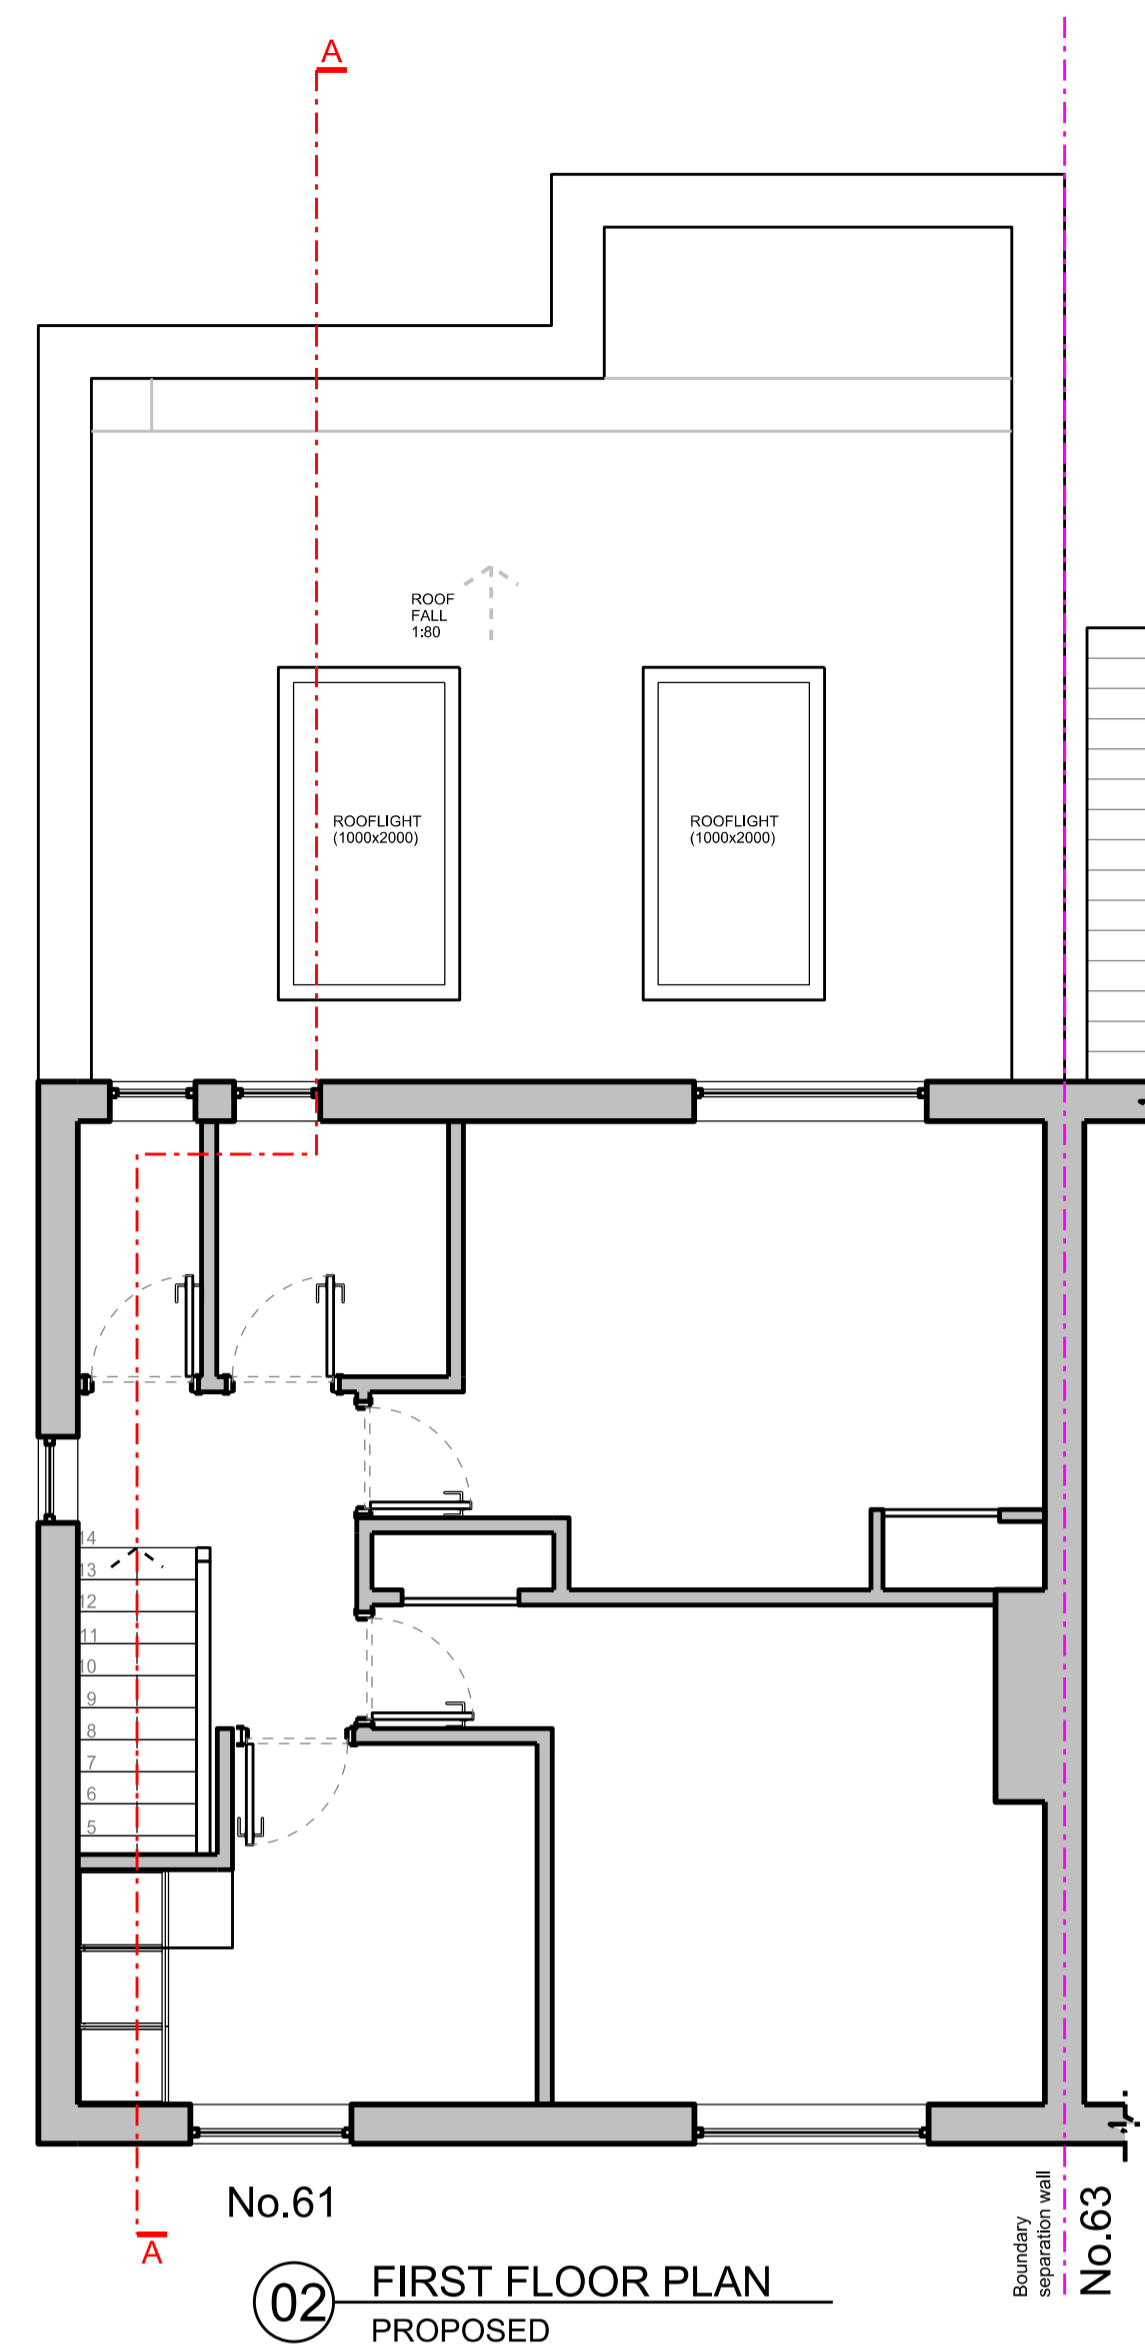 A
ROOF
FALL
1:80
ROOFLIGHT
(1000x2000)
ROOFLIGHT
(1000x2000)
14
13
12
11
10
9
8
7
6
5
No.61
A
Boundary
separation wall
No.63
02
FIRST FLOOR PLAN
PROPOSED